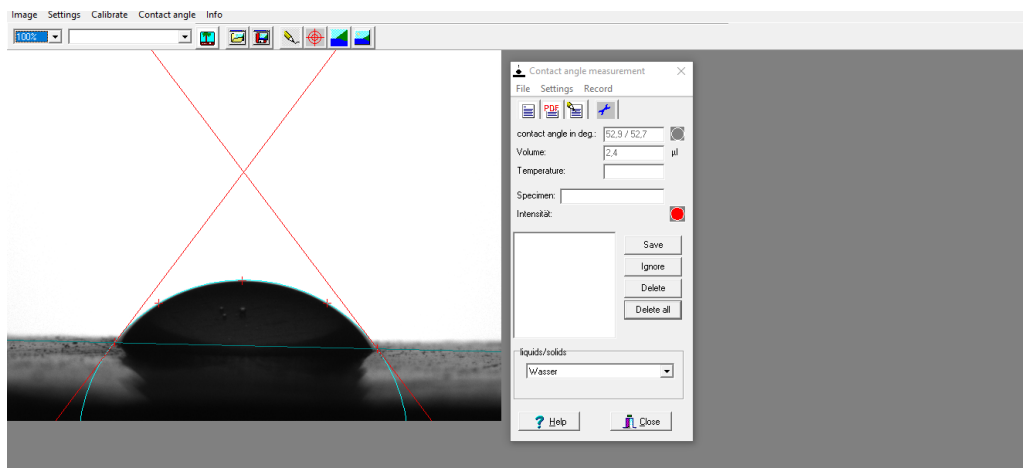 Image Settings Calibrate Contact angle Info
100%
Contact angle measurement
File Settings Record
PDF
contact angle in deg.: 52,9 / 52,7
Volume: 2,4 µl
Temperature:
Specimen:
Intensität:
Save
Ignore
Delete
Delete all
liquids/solids
Wasser
? Help
Close